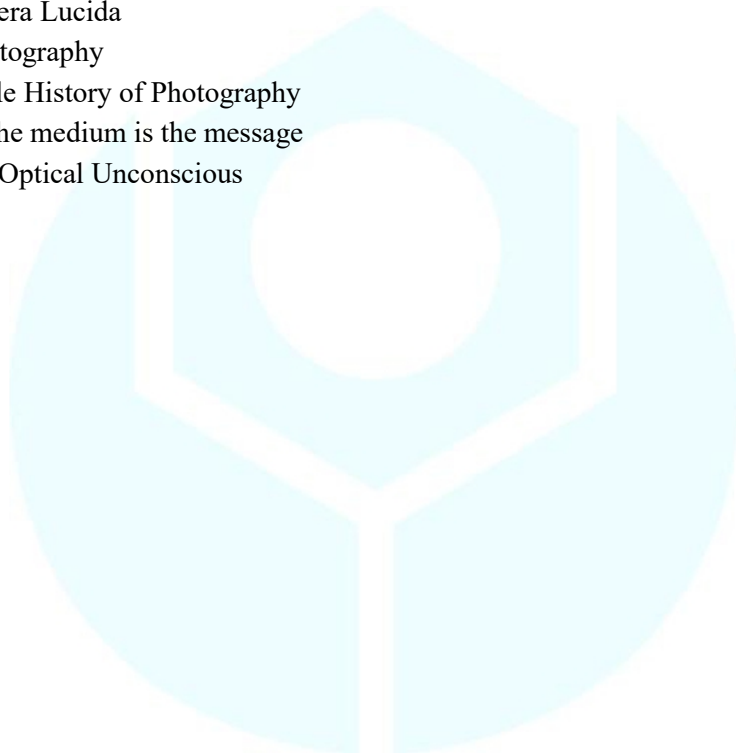 era Lucida
tography
le History of Photography
he medium is the message
Optical Unconscious